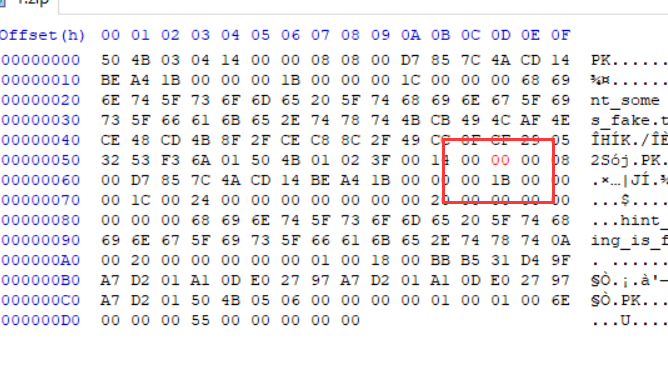 1.zip
Offset(h) 00 01 02 03 04 05 06 07 08 09 0A 0B 0C 0D 0E 0F
00000000 50 4B 03 04 14 00 00 08 08 00 D7 85 7C 4A CD 14 PK......
00000010 BE A4 1B 00 00 00 1B 00 00 00 1C 00 00 00 68 69 ¾¤......
00000020 6E 74 5F 73 6F 6D 65 20 5F 74 68 69 6E 67 5F 69 nt_some
00000030 73 5F 66 61 6B 65 2E 74 78 74 4B CB 49 4C AF 4E s_fake.t
00000040 CE 48 CD 4B 8F 2F CE C8 8C 2F 49 05 ÎHÍK./ÎÈ
00000050 32 53 F3 6A 01 50 4B 01 02 3F 00 14 00 00 00 08 2Sój.PK.
00000060 00 D7 85 7C 4A CD 14 BE A4 1B 00 00 00 1B 00 00 .×…|JÍ.¾
00000070 00 1C 00 24 00 00 00 00 00 00 00 20 00 00 00 00 ...$....
00000080 00 00 00 68 69 6E 74 5F 73 6F 6D 65 20 5F 74 68 ...hint_
00000090 69 6E 67 5F 69 73 5F 66 61 6B 65 2E 74 78 74 0A ing_is_f
000000A0 00 20 00 00 00 00 00 01 00 18 00 BB B5 31 D4 9F . ......
000000B0 A7 D2 01 A1 0D E0 27 97 A7 D2 01 A1 0D E0 27 97 §Ò.¡.à'—
000000C0 A7 D2 01 50 4B 05 06 00 00 00 00 01 00 01 00 6E §Ò.PK...
000000D0 00 00 00 55 00 00 00 00 00 ...U....